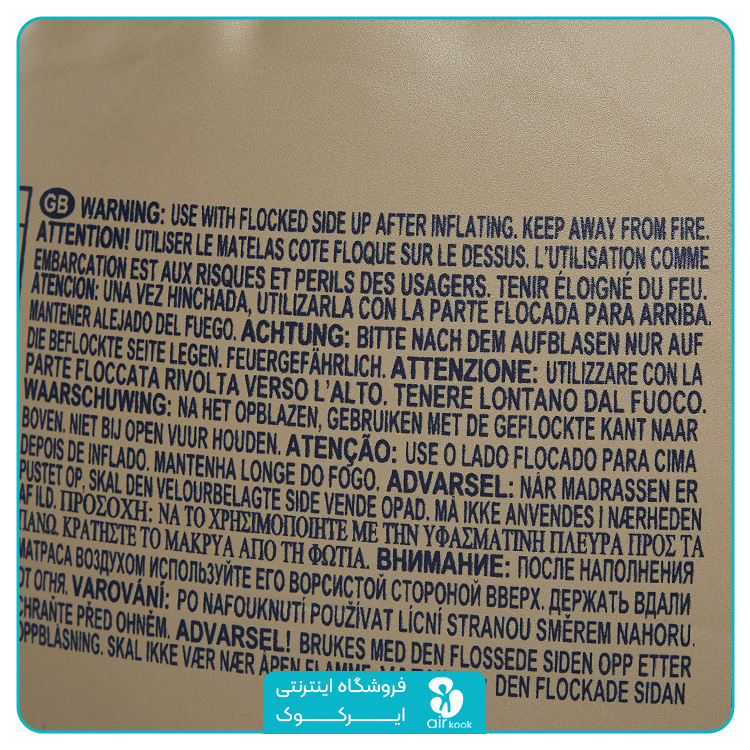 GB WARNING: USE WITH FLOCKED SIDE UP AFTER INFLATING. KEEP AWAY FROM FIRE.
ATTENTION! UTILISER LE MATELAS COTE FLOQUE SUR LE DESSUS. L'UTILISATION COMME
EMBARCATION EST AUX RISQUES ET PERILS DES USAGERS. TENIR ÉLOIGNÉ DU FEU.
ATENCION: UNA VEZ HINCHADA, UTILIZARLA CON LA PARTE FLOCADA PARA ARRIBA.
MANTENER ALEJADO DEL FUEGO. ACHTUNG: BITTE NACH DEM AUFBLASEN NUR AUF
DIE BEFLOCKTE SEITE LEGEN. FEUERGEFÄHRLICH. ATTENZIONE: UTILIZZARE CON LA
PARTE FLOCCATA RIVOLTA VERSO L'ALTO. TENERE LONTANO DAL FUOCO.
WAARSCHUWING: NA HET OPBLAZEN, GEBRUIKEN MET DE GEFLOCKTE KANT NAAR
BOVEN. NIET BIJ OPEN VUUR HOUDEN. ATENÇÃO: USE O LADO FLOCADO PARA CIMA
DEPOIS DE INFLADO. MANTENHA LONGE DO FOGO. ADVARSEL: NÅR MADRASSEN ER
PUSTET OP, SKAL DEN VELOURBELAGTE SIDE VENDE OPAD. MÅ IKKE ANVENDES I NÆRHEDEN
AF ILD. ΠΡΟΣΟΧΗ: ΝΑ ΤΟ ΧΡΗΣΙΜΟΠΟΙΗΤΕ ΜΕ ΤΗΝ ΥΦΑΣΜΑΤΙΝΗ ΠΛΕΥΡΑ ΠΡΟΣ ΤΑ
ΠΑΝΩ. ΚΡΑΤΗΣΤΕ ΤΟ ΜΑΚΡΥΑ ΑΠΟ ΤΗ ΦΩΤΙΑ. ВНИМАНИЕ: ПОСЛЕ НАПОЛНЕНИЯ
МАТРАСА ВОЗДУХОМ ИСПОЛЬЗУЙТЕ ЕГО ВОРСИСТОЙ СТОРОНОЙ ВВЕРХ. ДЕРЖАТЬ ВДАЛИ
ОТ ОГНЯ. VAROVÁNÍ: PO NAFOUKNUTÍ POUŽÍVAT LÍCNÍ STRANOU SMĚREM NAHORU.
CHRAŇTE PŘED OHNĚM. ADVARSEL! BRUKES MED DEN FLOSSEDE SIDEN OPP ETTER
OPPBLÅSNING. SKAL IKKE VÆR NÆR ÅPEN FLAMME. DEN FLOCKADE SIDAN
فروشگاه اینترنتی
ایرکوک
air kook